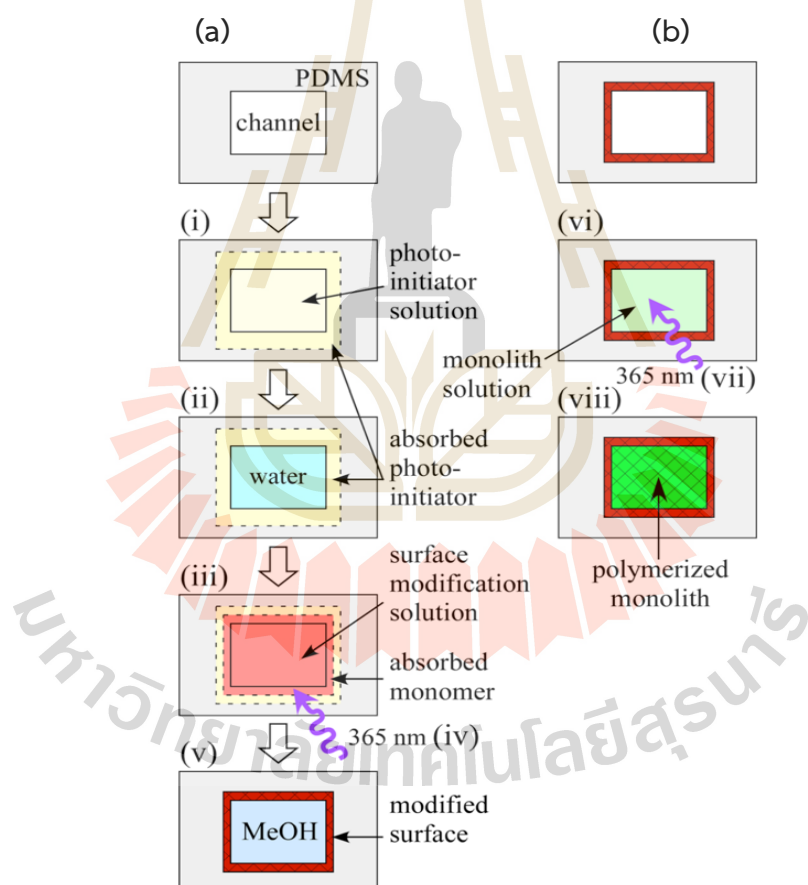 (a)
PDMS
channel
(i)
photo-
initiator
solution
(ii)
water
absorbed
photo-
initiator
(iii)
surface
modification
solution
absorbed
monomer
365 nm (iv)
(v)
MeOH
modified
surface
(b)
(vi)
monolith
solution
365 nm (vii)
(viii)
polymerized
monolith
มหาวิทยาลัยเทคโนโลยีสุรนารี